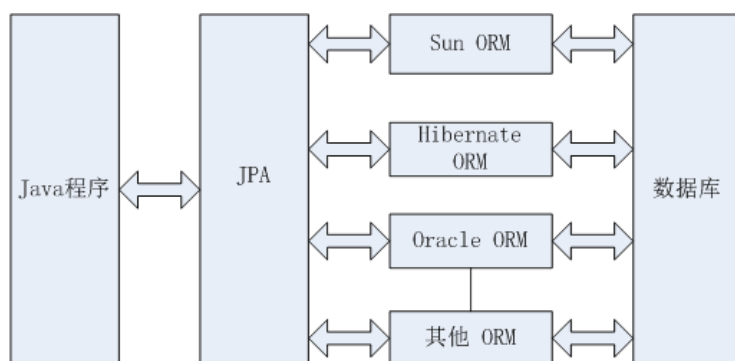 Java程序
JPA
Sun ORM
Hibernate
ORM
Oracle ORM
其他 ORM
数据库